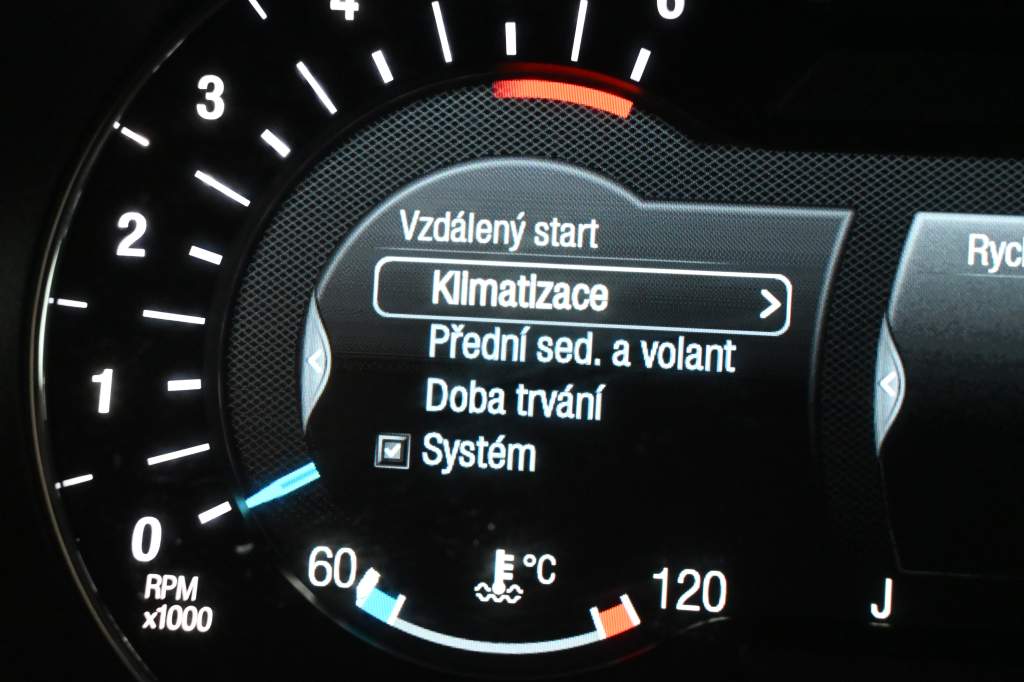 4
6
3
2
1
0
RPM
x1000
Vzdálený start
Klimatizace
Přední sed. a volant
Doba trvání
Systém
60
°C
120
Rych
J